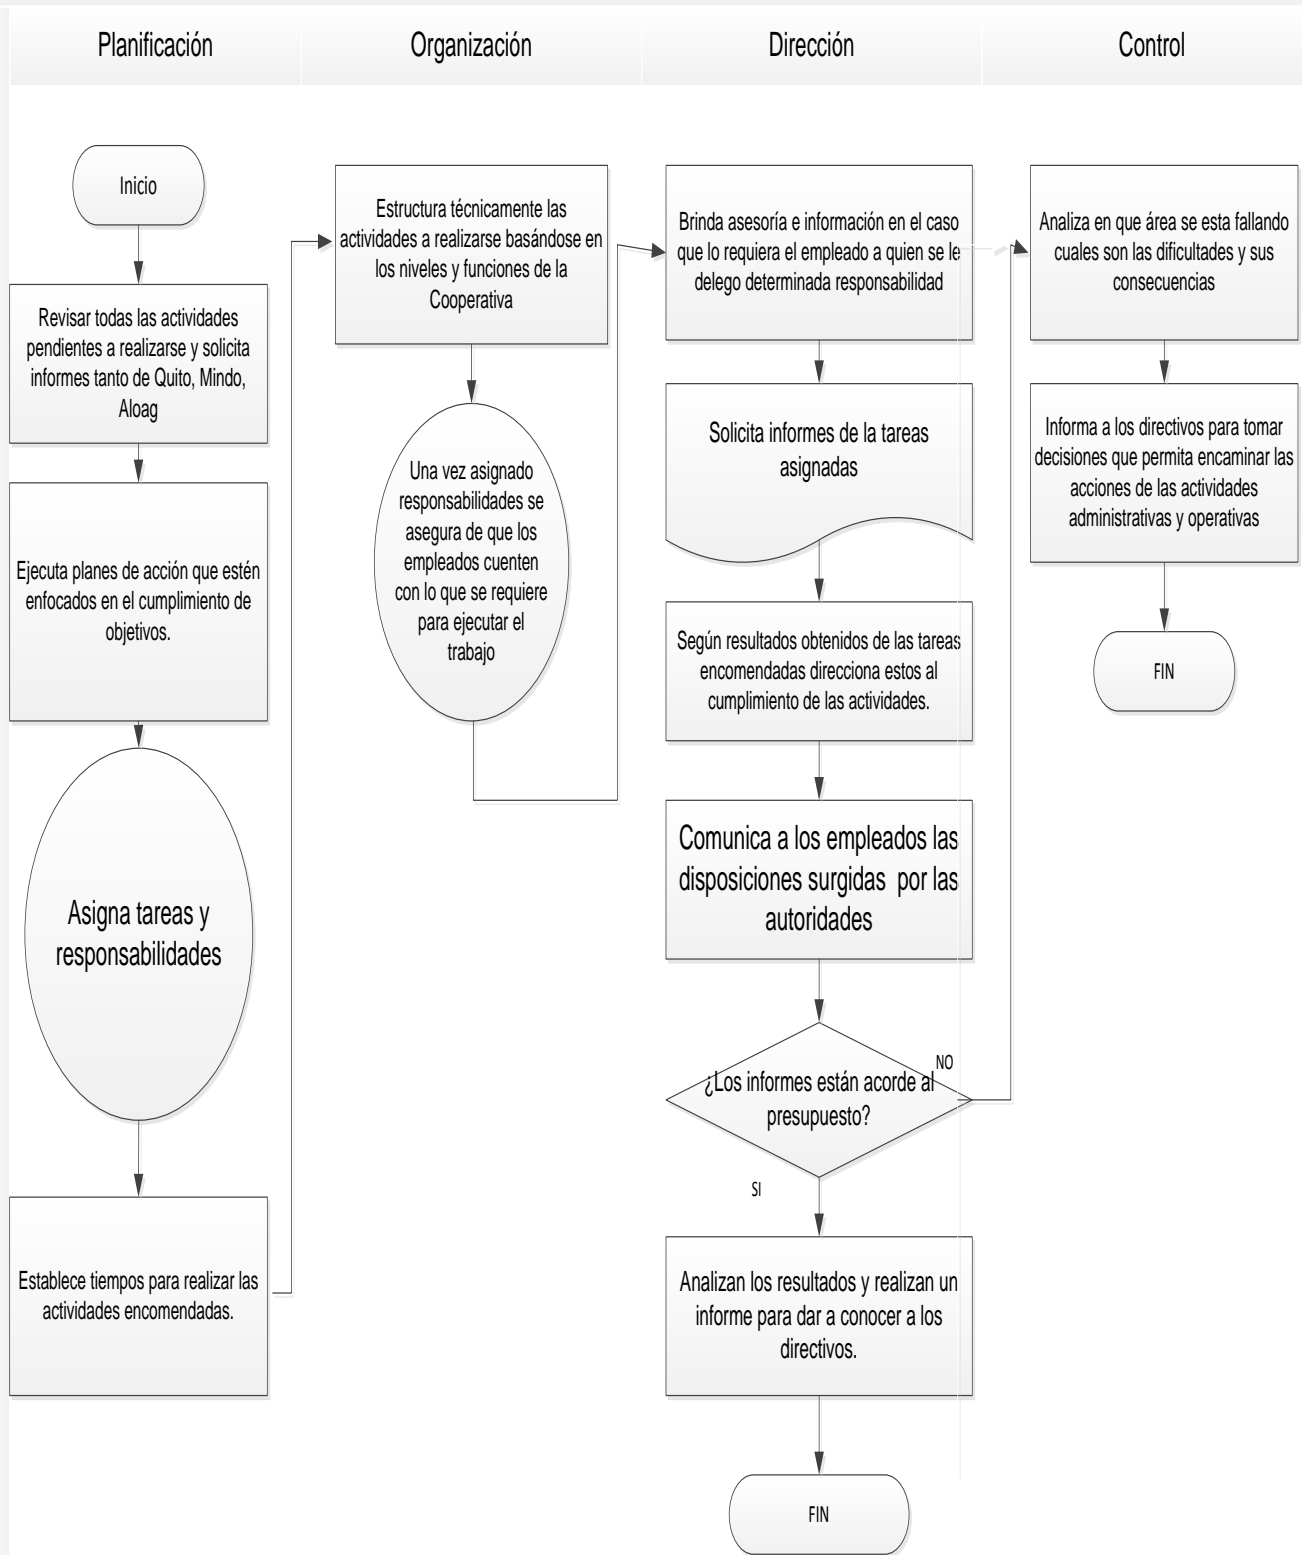 Planificación
Organización
Dirección
Control
Inicio
Revisar todas las actividades
pendientes a realizarse y solicita
informes tanto de Quito, Mindo,
Aloag
Ejecuta planes de acción que estén
enfocados en el cumplimiento de
objetivos.
Asigna tareas y
responsabilidades
Establece tiempos para realizar las
actividades encomendadas.
Estructura técnicamente las
actividades a realizarse basándose en
los niveles y funciones de la
Cooperativa
Una vez asignado
responsabilidades se
asegura de que los
empleados cuenten
con lo que se requiere
para ejecutar el
trabajo
Brinda asesoría e información en el caso
que lo requiera el empleado a quien se le
delego determinada responsabilidad
Solicita informes de la tareas
asignadas
Según resultados obtenidos de las tareas
encomendadas direcciona estos al
cumplimiento de las actividades.
Comunica a los empleados las
disposiciones surgidas  por las
autoridades
¿Los informes están acorde al
presupuesto?
NO
SI
Analizan los resultados y realizan un
informe para dar a conocer a los
directivos.
FIN
Analiza en que área se esta fallando
cuales son las dificultades y sus
consecuencias
Informa a los directivos para tomar
decisiones que permita encaminar las
acciones de las actividades
administrativas y operativas
FIN